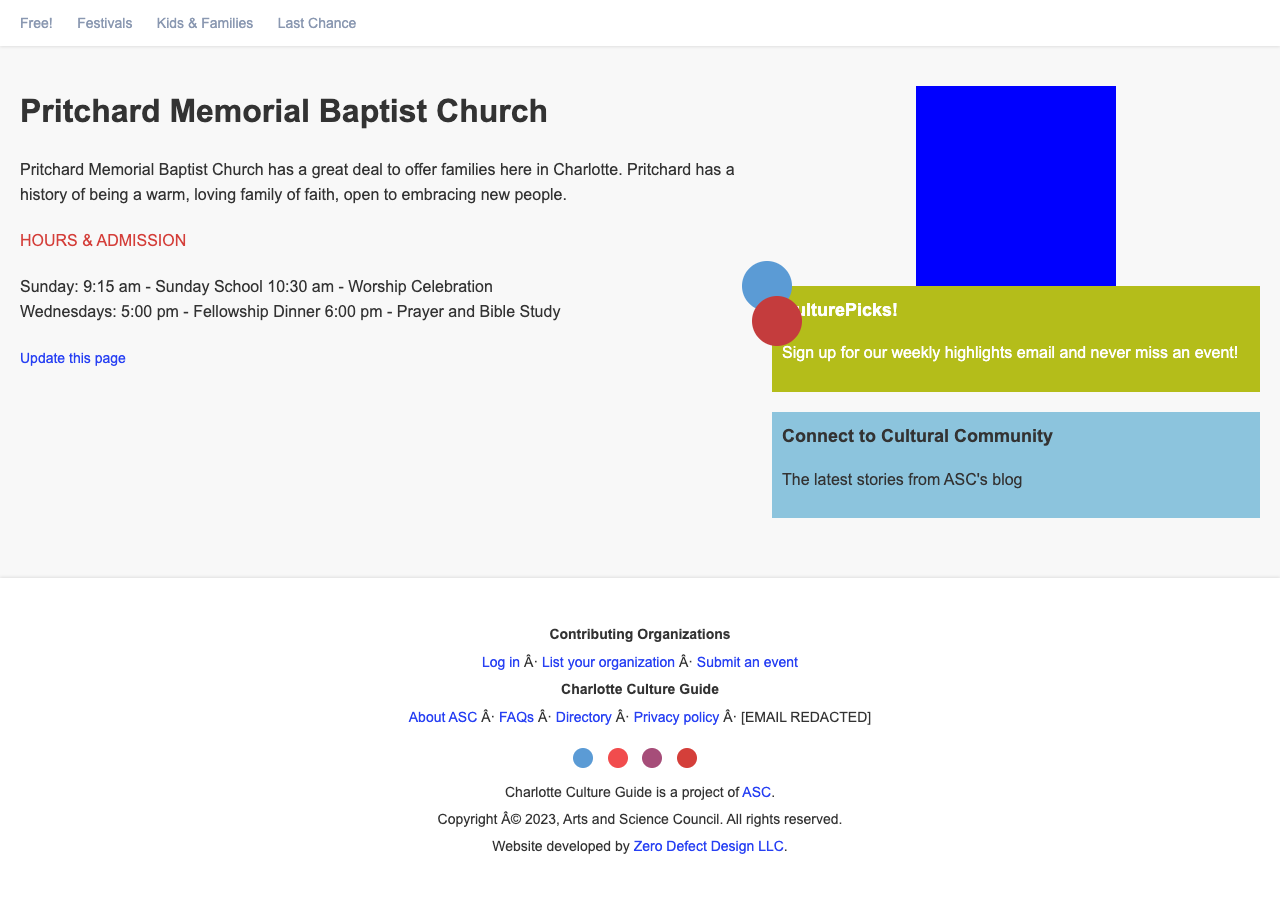 Free! Festivals Kids & Families Last Chance
Pritchard Memorial Baptist Church
Pritchard Memorial Baptist Church has a great deal to offer families here in Charlotte. Pritchard has a
history of being a warm, loving family of faith, open to embracing new people.
HOURS & ADMISSION
Sunday: 9:15 am - Sunday School 10:30 am - Worship Celebration
Wednesdays: 5:00 pm - Fellowship Dinner 6:00 pm - Prayer and Bible Study
Update this page
ulturePicks!
Sign up for our weekly highlights email and never miss an event!
Connect to Cultural Community
The latest stories from ASC's blog
Contributing Organizations
Log in Â· List your organization Â· Submit an event
Charlotte Culture Guide
About ASC Â· FAQs Â· Directory Â· Privacy policy Â· [EMAIL REDACTED]
Charlotte Culture Guide is a project of ASC.
Copyright Â© 2023, Arts and Science Council. All rights reserved.
Website developed by Zero Defect Design LLC.